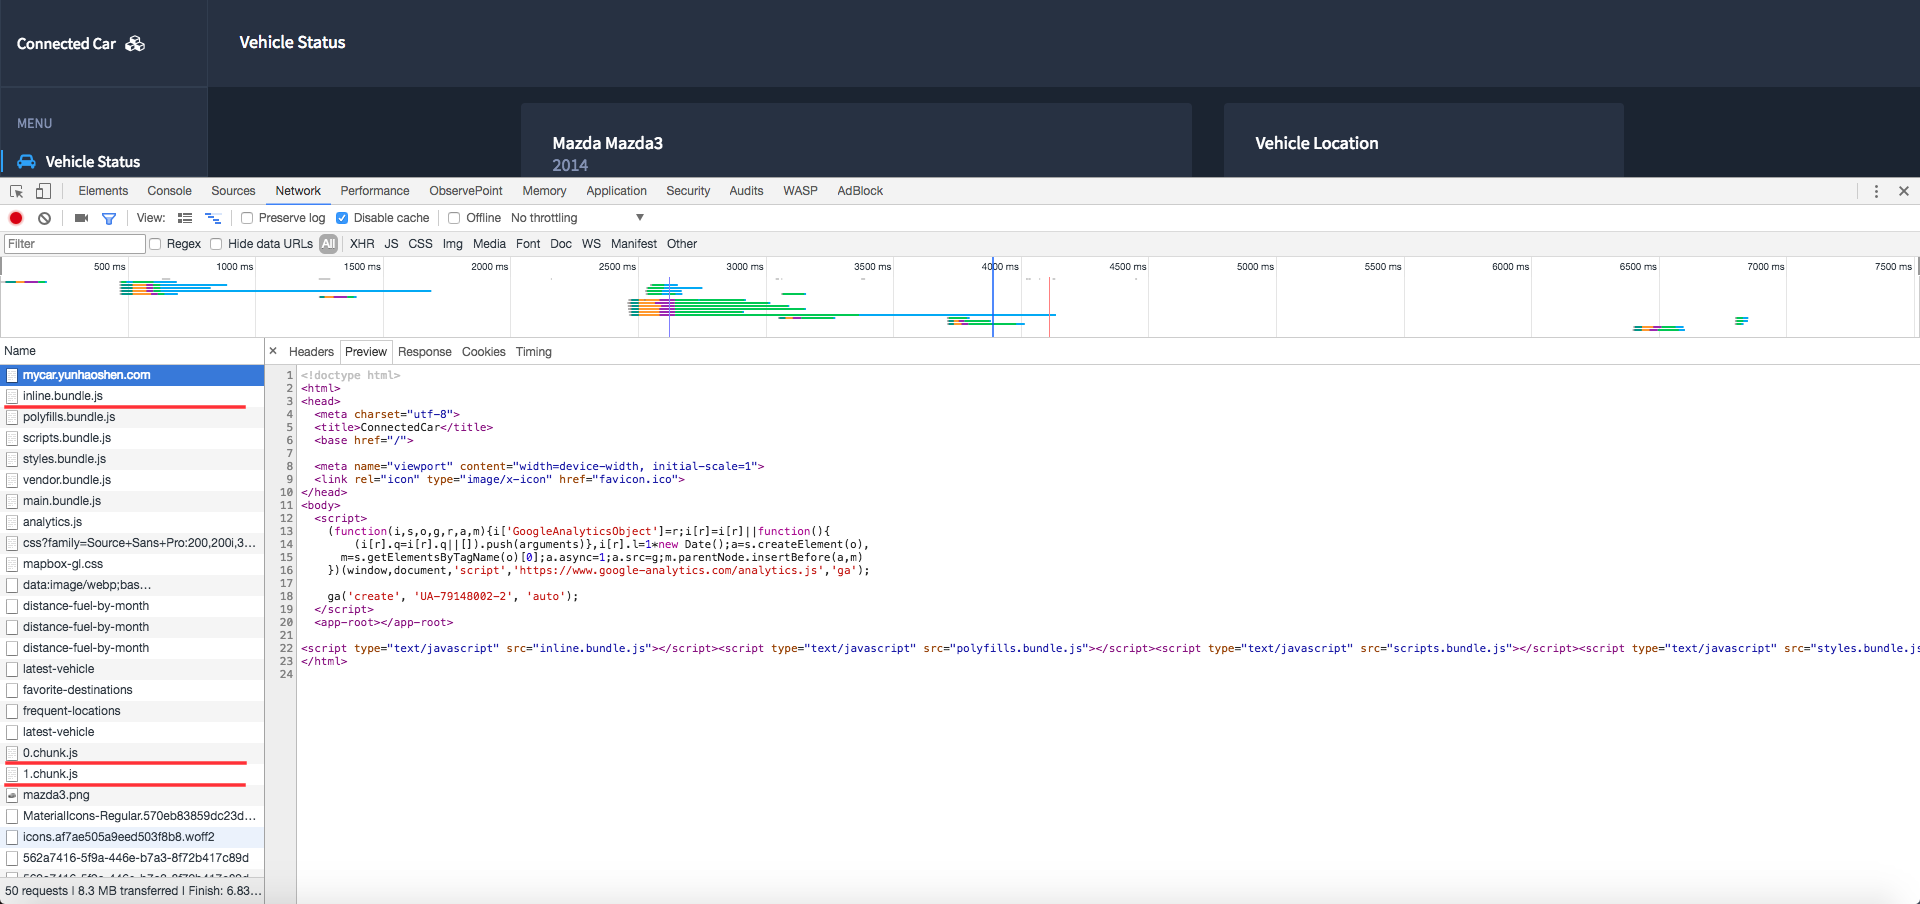 Connected Car
Vehicle Status
MENU
Vehicle Status
Mazda Mazda3
2014
Vehicle Location
Elements Console Sources Network Performance ObservePoint Memory Application Security Audits WASP AdBlock
View: Preserve log Disable cache Offline No throttling
Filter Regex Hide data URLs All XHR JS CSS Img Media Font Doc WS Manifest Other
500 ms 1000 ms 1500 ms 2000 ms 2500 ms 3000 ms 3500 ms 4000 ms 4500 ms 5000 ms 5500 ms 6000 ms 6500 ms 7000 ms 7500 ms
Name
mycar.yunhaoshen.com
inline.bundle.js
polyfills.bundle.js
scripts.bundle.js
styles.bundle.js
vendor.bundle.js
main.bundle.js
analytics.js
css?family=Source+Sans+Pro:200,200i,3...
mapbox-gl.css
data:image/webp;bas...
distance-fuel-by-month
distance-fuel-by-month
distance-fuel-by-month
latest-vehicle
favorite-destinations
frequent-locations
latest-vehicle
0.chunk.js
1.chunk.js
mazda3.png
MaterialIcons-Regular.570eb83859dc23d...
icons.af7ae505a9eed503f8b8.woff2
562a7416-5f9a-446e-b7a3-8f72b417c89d
50 requests | 8.3 MB transferred | Finish: 6.83...
Headers Preview Response Cookies Timing
1 <!doctype html>
2 <html>
3 <head>
4 <meta charset="utf-8">
5 <title>ConnectedCar</title>
6 <base href="/">
7
8 <meta name="viewport" content="width=device-width, initial-scale=1">
9 <link rel="icon" type="image/x-icon" href="favicon.ico">
10 </head>
11 <body>
12 <script>
13 (function(i,s,o,g,r,a,m){i['GoogleAnalyticsObject']=r;i[r]=i[r]||function(){
14 (i[r].q=i[r].q||[]).push(arguments)},i[r].l=1*new Date();a=s.createElement(o),
15 m=s.getElementsByTagName(o)[0];a.async=1;a.src=g;m.parentNode.insertBefore(a,m)
16 })(window,document,'script','https://www.google-analytics.com/analytics.js','ga');
17
18 ga('create', 'UA-79148002-2', 'auto');
19 </script>
20 <app-root></app-root>
21
22 <script type="text/javascript" src="inline.bundle.js"></script><script type="text/javascript" src="polyfills.bundle.js"></script><script type="text/javascript" src="scripts.bundle.js"></script><script type="text/javascript" src="styles.bundle.js
23 </html>
24